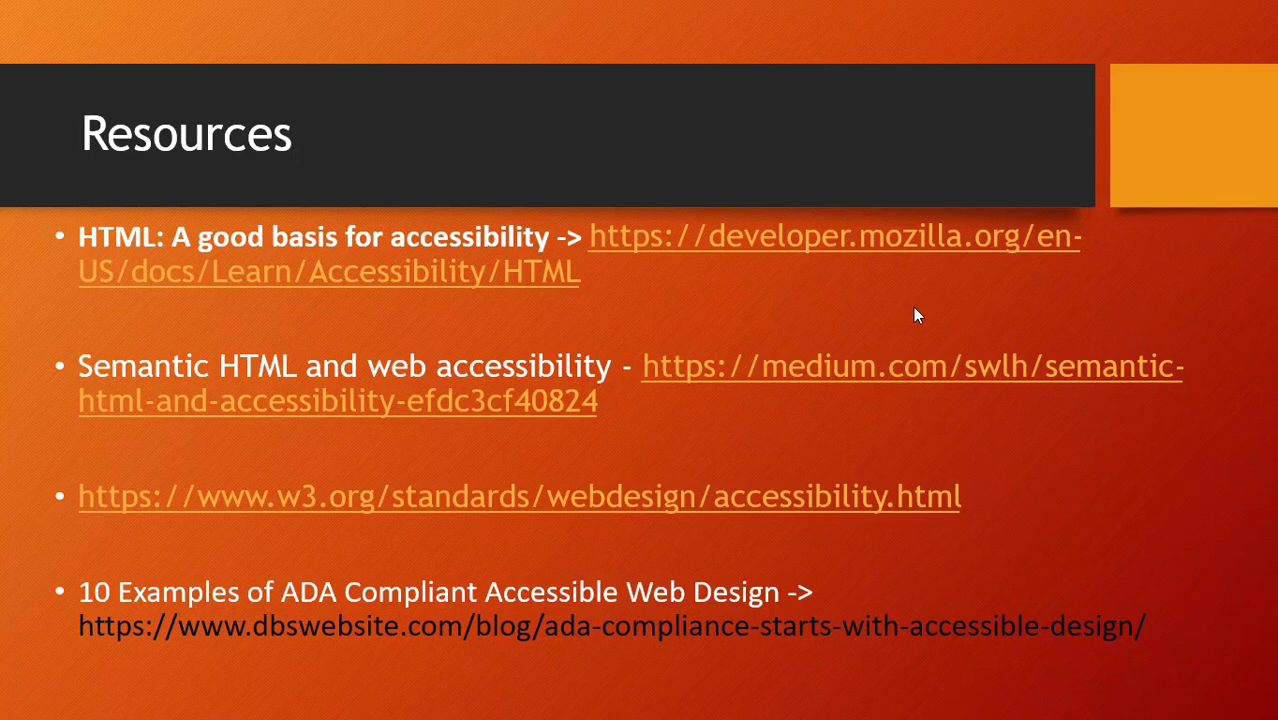 Resources
• HTML: A good basis for accessibility -> https://developer.mozilla.org/en-
US/docs/Learn/Accessibility/HTML
• Semantic HTML and web accessibility - https://medium.com/swlh/semantic-
html-and-accessibility-efdc3cf40824
• https://www.w3.org/standards/webdesign/accessibility.html
• 10 Examples of ADA Compliant Accessible Web Design ->
https://www.dbswebsite.com/blog/ada-compliance-starts-with-accessible-design/